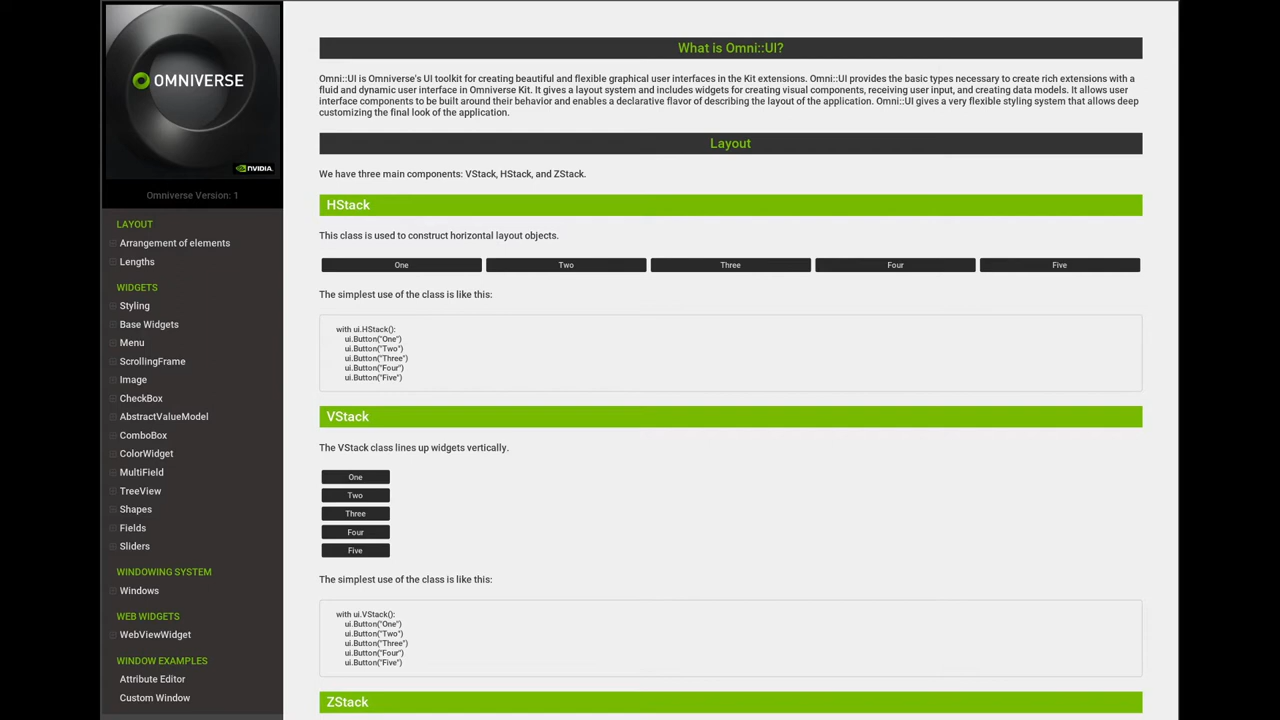 OMNIVERSE
NVIDIA.
Omniverse Version: 1
LAYOUT
Arrangement of elements
Lengths
WIDGETS
Styling
Base Widgets
Menu
ScrollingFrame
Image
CheckBox
AbstractValueModel
ComboBox
ColorWidget
MultiField
TreeView
Shapes
Fields
Sliders
WINDOWING SYSTEM
Windows
WEB WIDGETS
WebViewWidget
WINDOW EXAMPLES
Attribute Editor
Custom Window
What is Omni::UI?
Omni::UI is Omniverse's UI toolkit for creating beautiful and flexible graphical user interfaces in the Kit extensions. Omni::UI provides the basic types necessary to create rich extensions with a
fluid and dynamic user interface in Omniverse Kit. It gives a layout system and includes widgets for creating visual components, receiving user input, and creating data models. It allows user
interface components to be built around their behavior and enables a declarative flavor of describing the layout of the application. Omni::UI gives a very flexible styling system that allows deep
customizing the final look of the application.
Layout
We have three main components: VStack, HStack, and ZStack.
HStack
This class is used to construct horizontal layout objects.
One Two Three Four Five
The simplest use of the class is like this:
with ui.HStack():
ui.Button("One")
ui.Button("Two")
ui.Button("Three")
ui.Button("Four")
ui.Button("Five")
VStack
The VStack class lines up widgets vertically.
One
Two
Three
Four
Five
The simplest use of the class is like this:
with ui.VStack():
ui.Button("One")
ui.Button("Two")
ui.Button("Three")
ui.Button("Four")
ui.Button("Five")
ZStack